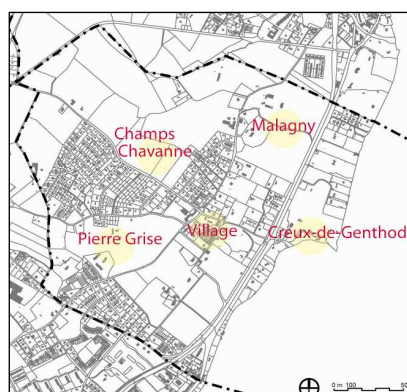 Malagny
Champs
Chavanne
Pierre Grise
Village
Creux-de-Genthod
0 m 100